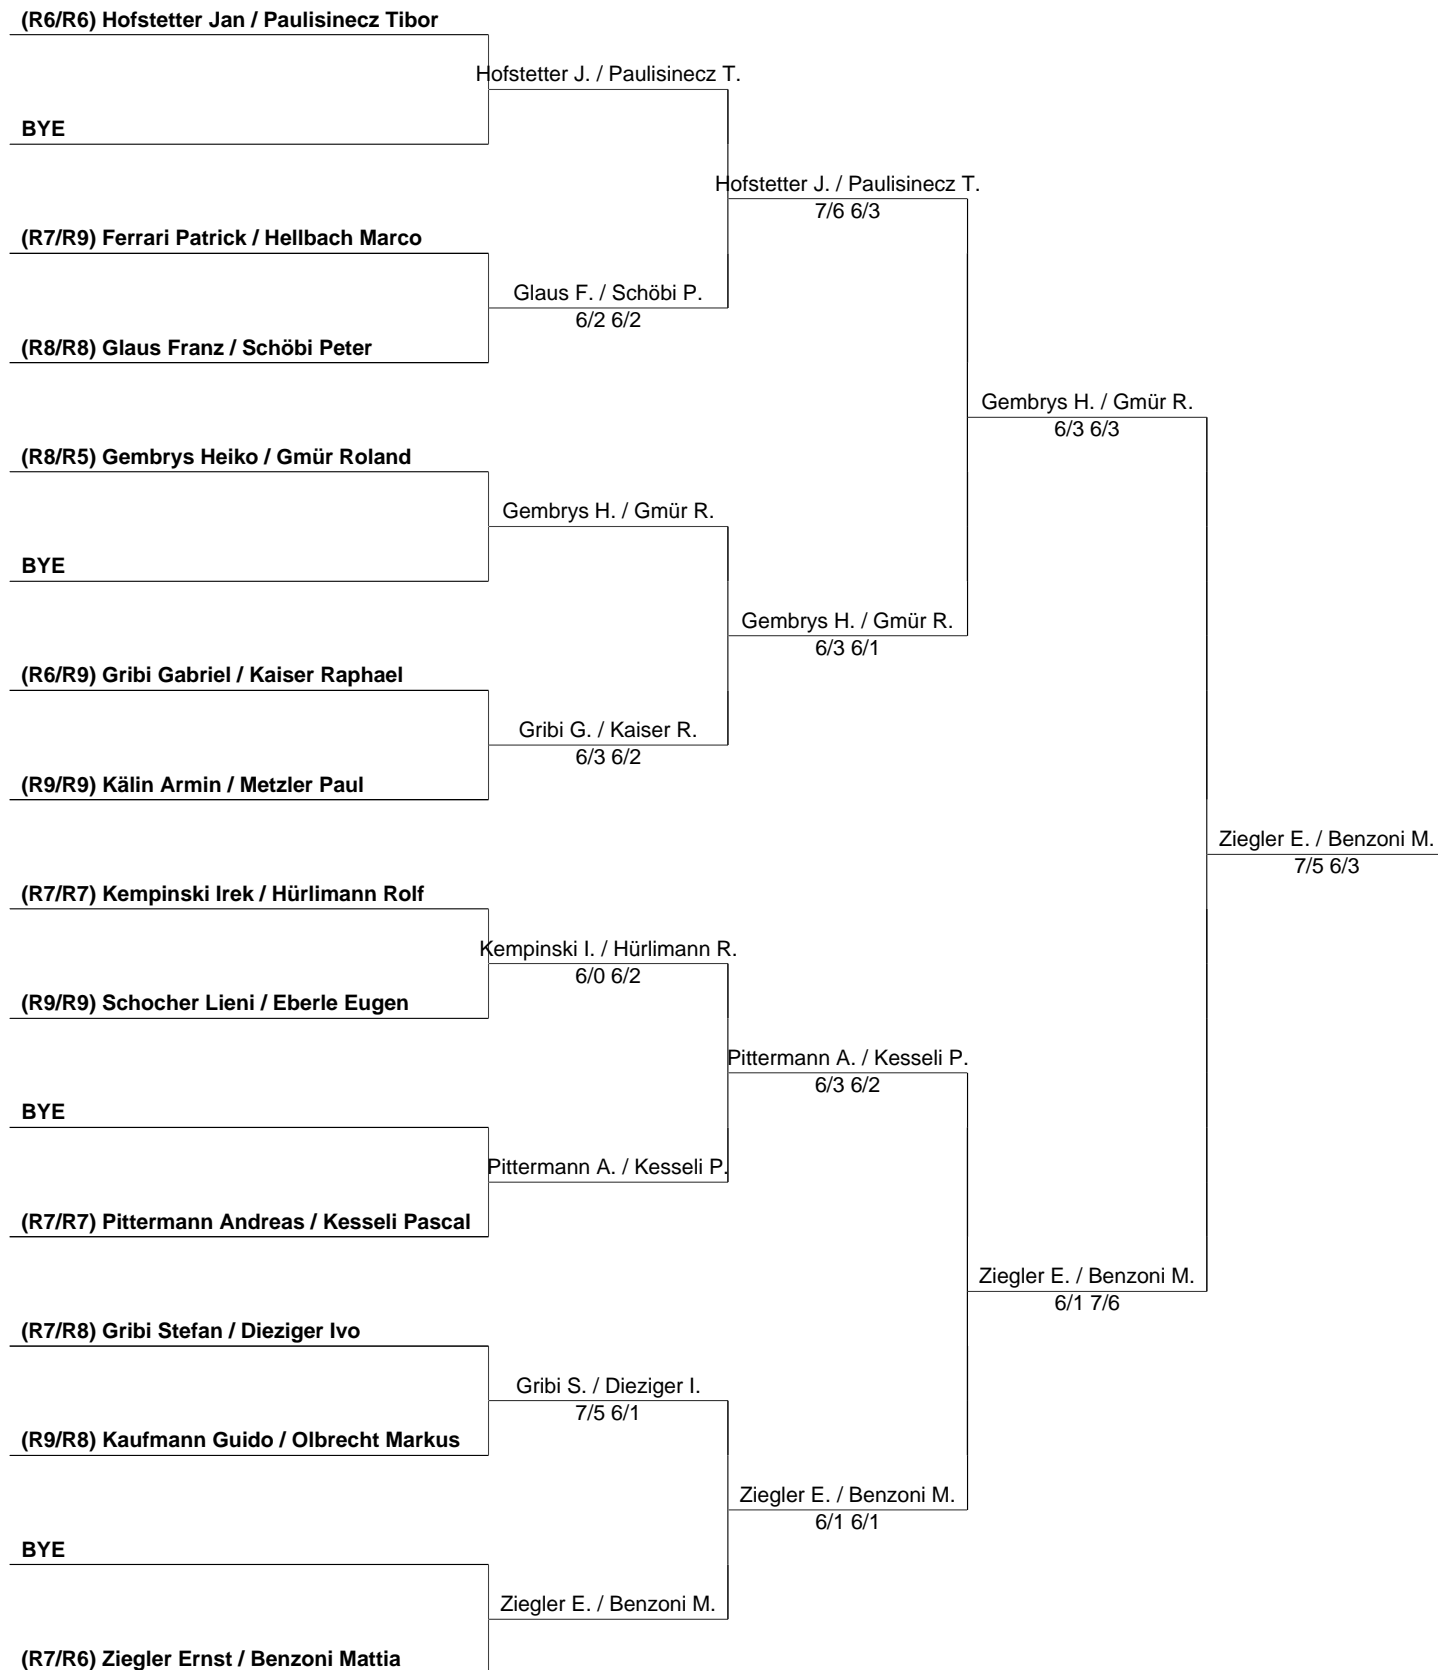 (R6/R6) Hofstetter Jan / Paulisinecz Tibor
Hofstetter J. / Paulisinecz T.
BYE
Hofstetter J. / Paulisinecz T.
7/6 6/3
(R7/R9) Ferrari Patrick / Hellbach Marco
Glaus F. / Schöbi P.
6/2 6/2
(R8/R8) Glaus Franz / Schöbi Peter
Gembrys H. / Gmür R.
6/3 6/3
(R8/R5) Gembrys Heiko / Gmür Roland
Gembrys H. / Gmür R.
BYE
Gembrys H. / Gmür R.
6/3 6/1
(R6/R9) Gribi Gabriel / Kaiser Raphael
Gribi G. / Kaiser R.
6/3 6/2
(R9/R9) Kälin Armin / Metzler Paul
Ziegler E. / Benzoni M.
7/5 6/3
(R7/R7) Kempinski Irek / Hürlimann Rolf
Kempinski I. / Hürlimann R.
6/0 6/2
(R9/R9) Schocher Lieni / Eberle Eugen
Pittermann A. / Kesseli P.
6/3 6/2
BYE
Pittermann A. / Kesseli P.
(R7/R7) Pittermann Andreas / Kesseli Pascal
Ziegler E. / Benzoni M.
6/1 7/6
(R7/R8) Gribi Stefan / Dieziger Ivo
Gribi S. / Dieziger I.
7/5 6/1
(R9/R8) Kaufmann Guido / Olbrecht Markus
Ziegler E. / Benzoni M.
6/1 6/1
BYE
Ziegler E. / Benzoni M.
(R7/R6) Ziegler Ernst / Benzoni Mattia